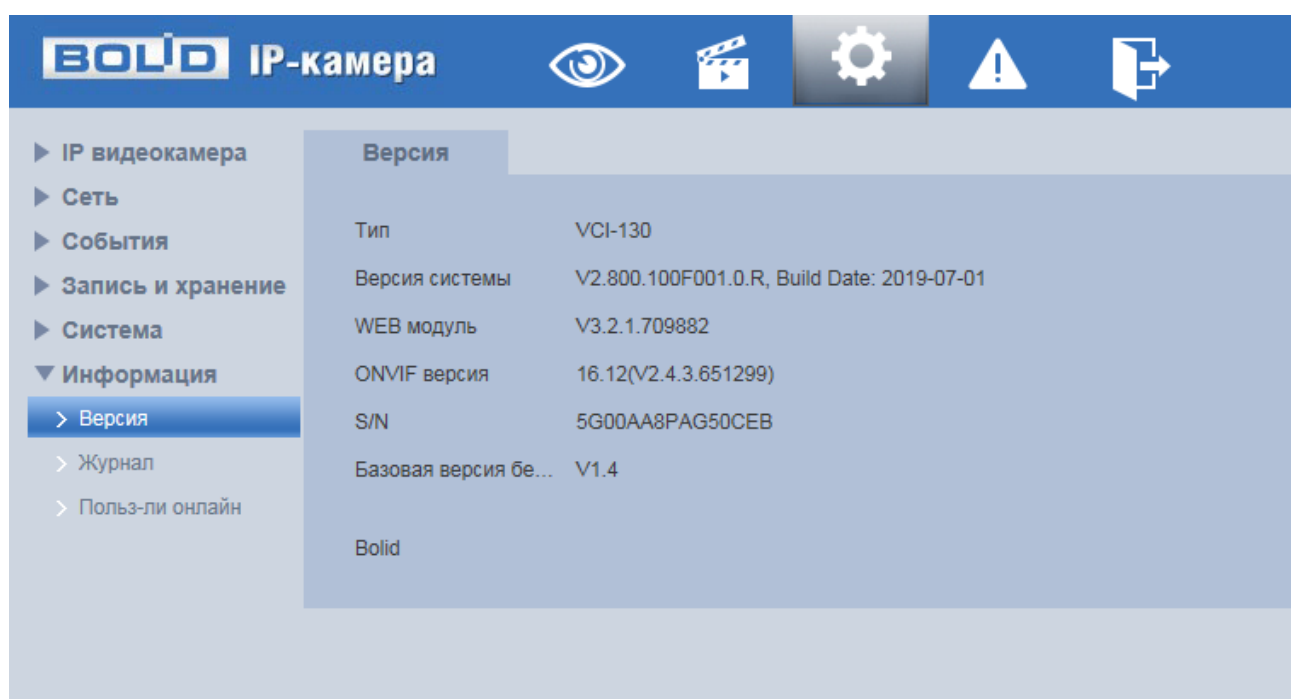 BOLID IP-камера
IP видеокамера
Сеть
События
Запись и хранение
Система
Информация
Версия
Журнал
Польз-ли онлайн
Версия
Тип VCI-130
Версия системы V2.800.100F001.0.R, Build Date: 2019-07-01
WEB модуль V3.2.1.709882
ONVIF версия 16.12(V2.4.3.651299)
S/N 5G00AA8PAG50CEB
Базовая версия бе... V1.4
Bolid